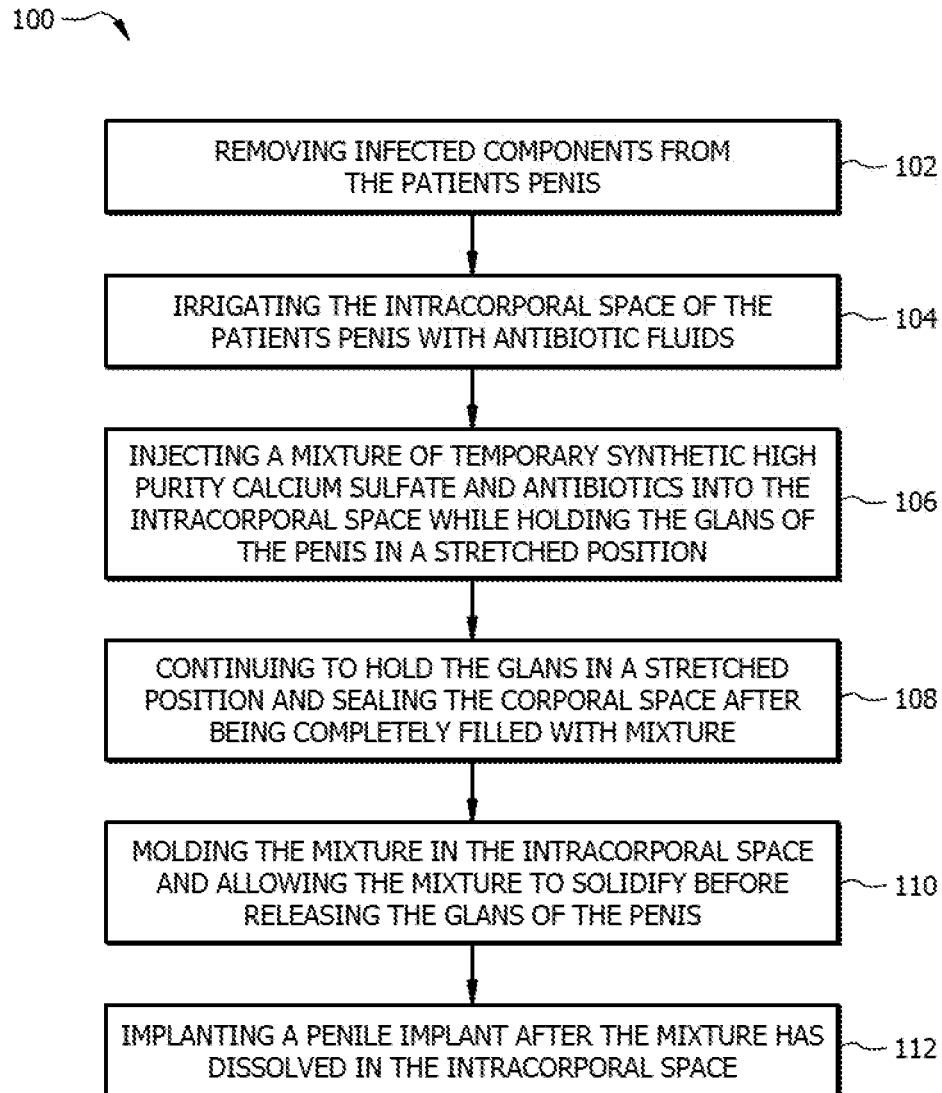 100
REMOVING INFECTED COMPONENTS FROM
THE PATIENTS PENIS
102
IRRIGATING THE INTRACORPORAL SPACE OF THE
PATIENTS PENIS WITH ANTIBIOTIC FLUIDS
104
INJECTING A MIXTURE OF TEMPORARY SYNTHETIC HIGH
PURITY CALCIUM SULFATE AND ANTIBIOTICS INTO THE
INTRACORPORAL SPACE WHILE HOLDING THE GLANS OF
THE PENIS IN A STRETCHED POSITION
106
CONTINUING TO HOLD THE GLANS IN A STRETCHED
POSITION AND SEALING THE CORPORAL SPACE AFTER
BEING COMPLETELY FILLED WITH MIXTURE
108
MOLDING THE MIXTURE IN THE INTRACORPORAL SPACE
AND ALLOWING THE MIXTURE TO SOLIDIFY BEFORE
RELEASING THE GLANS OF THE PENIS
110
IMPLANTING A PENILE IMPLANT AFTER THE MIXTURE HAS
DISSOLVED IN THE INTRACORPORAL SPACE
112